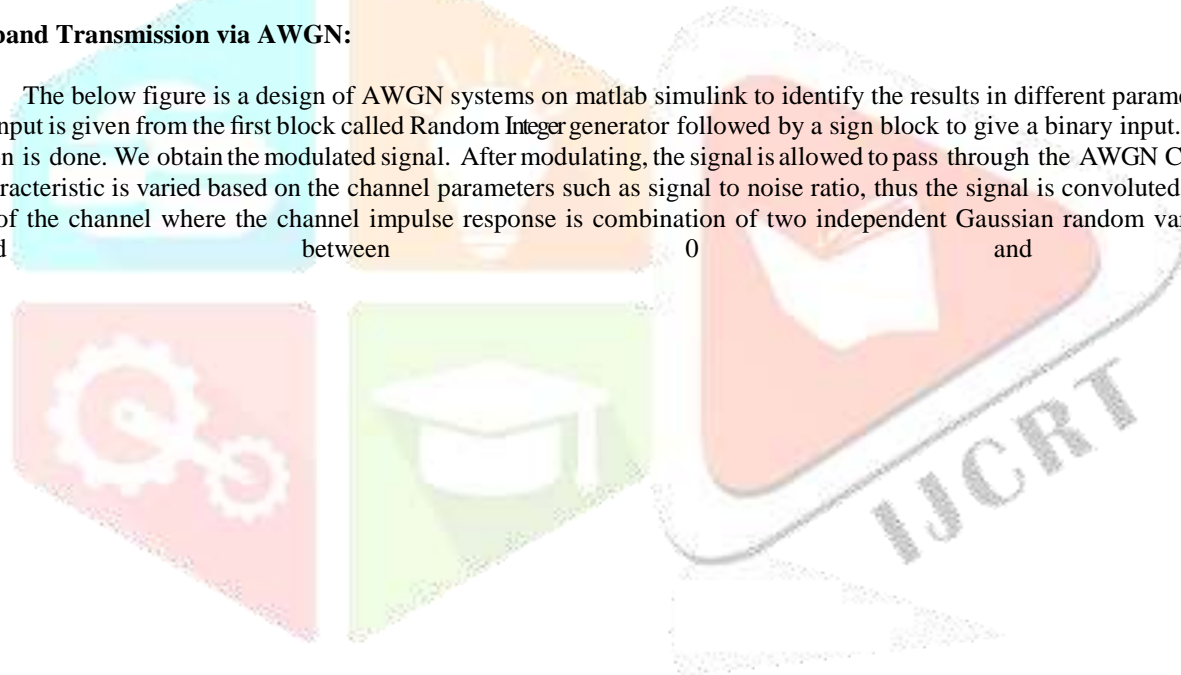 band Transmission via AWGN:
The below figure is a design of AWGN systems on matlab simulink to identify the results in different parame
nput is given from the first block called Random Integer generator followed by a sign block to give a binary input.
n is done. We obtain the modulated signal. After modulating, the signal is allowed to pass through the AWGN C
racteristic is varied based on the channel parameters such as signal to noise ratio, thus the signal is convoluted
of the channel where the channel impulse response is combination of two independent Gaussian random var
d between 0 and
IJCRT